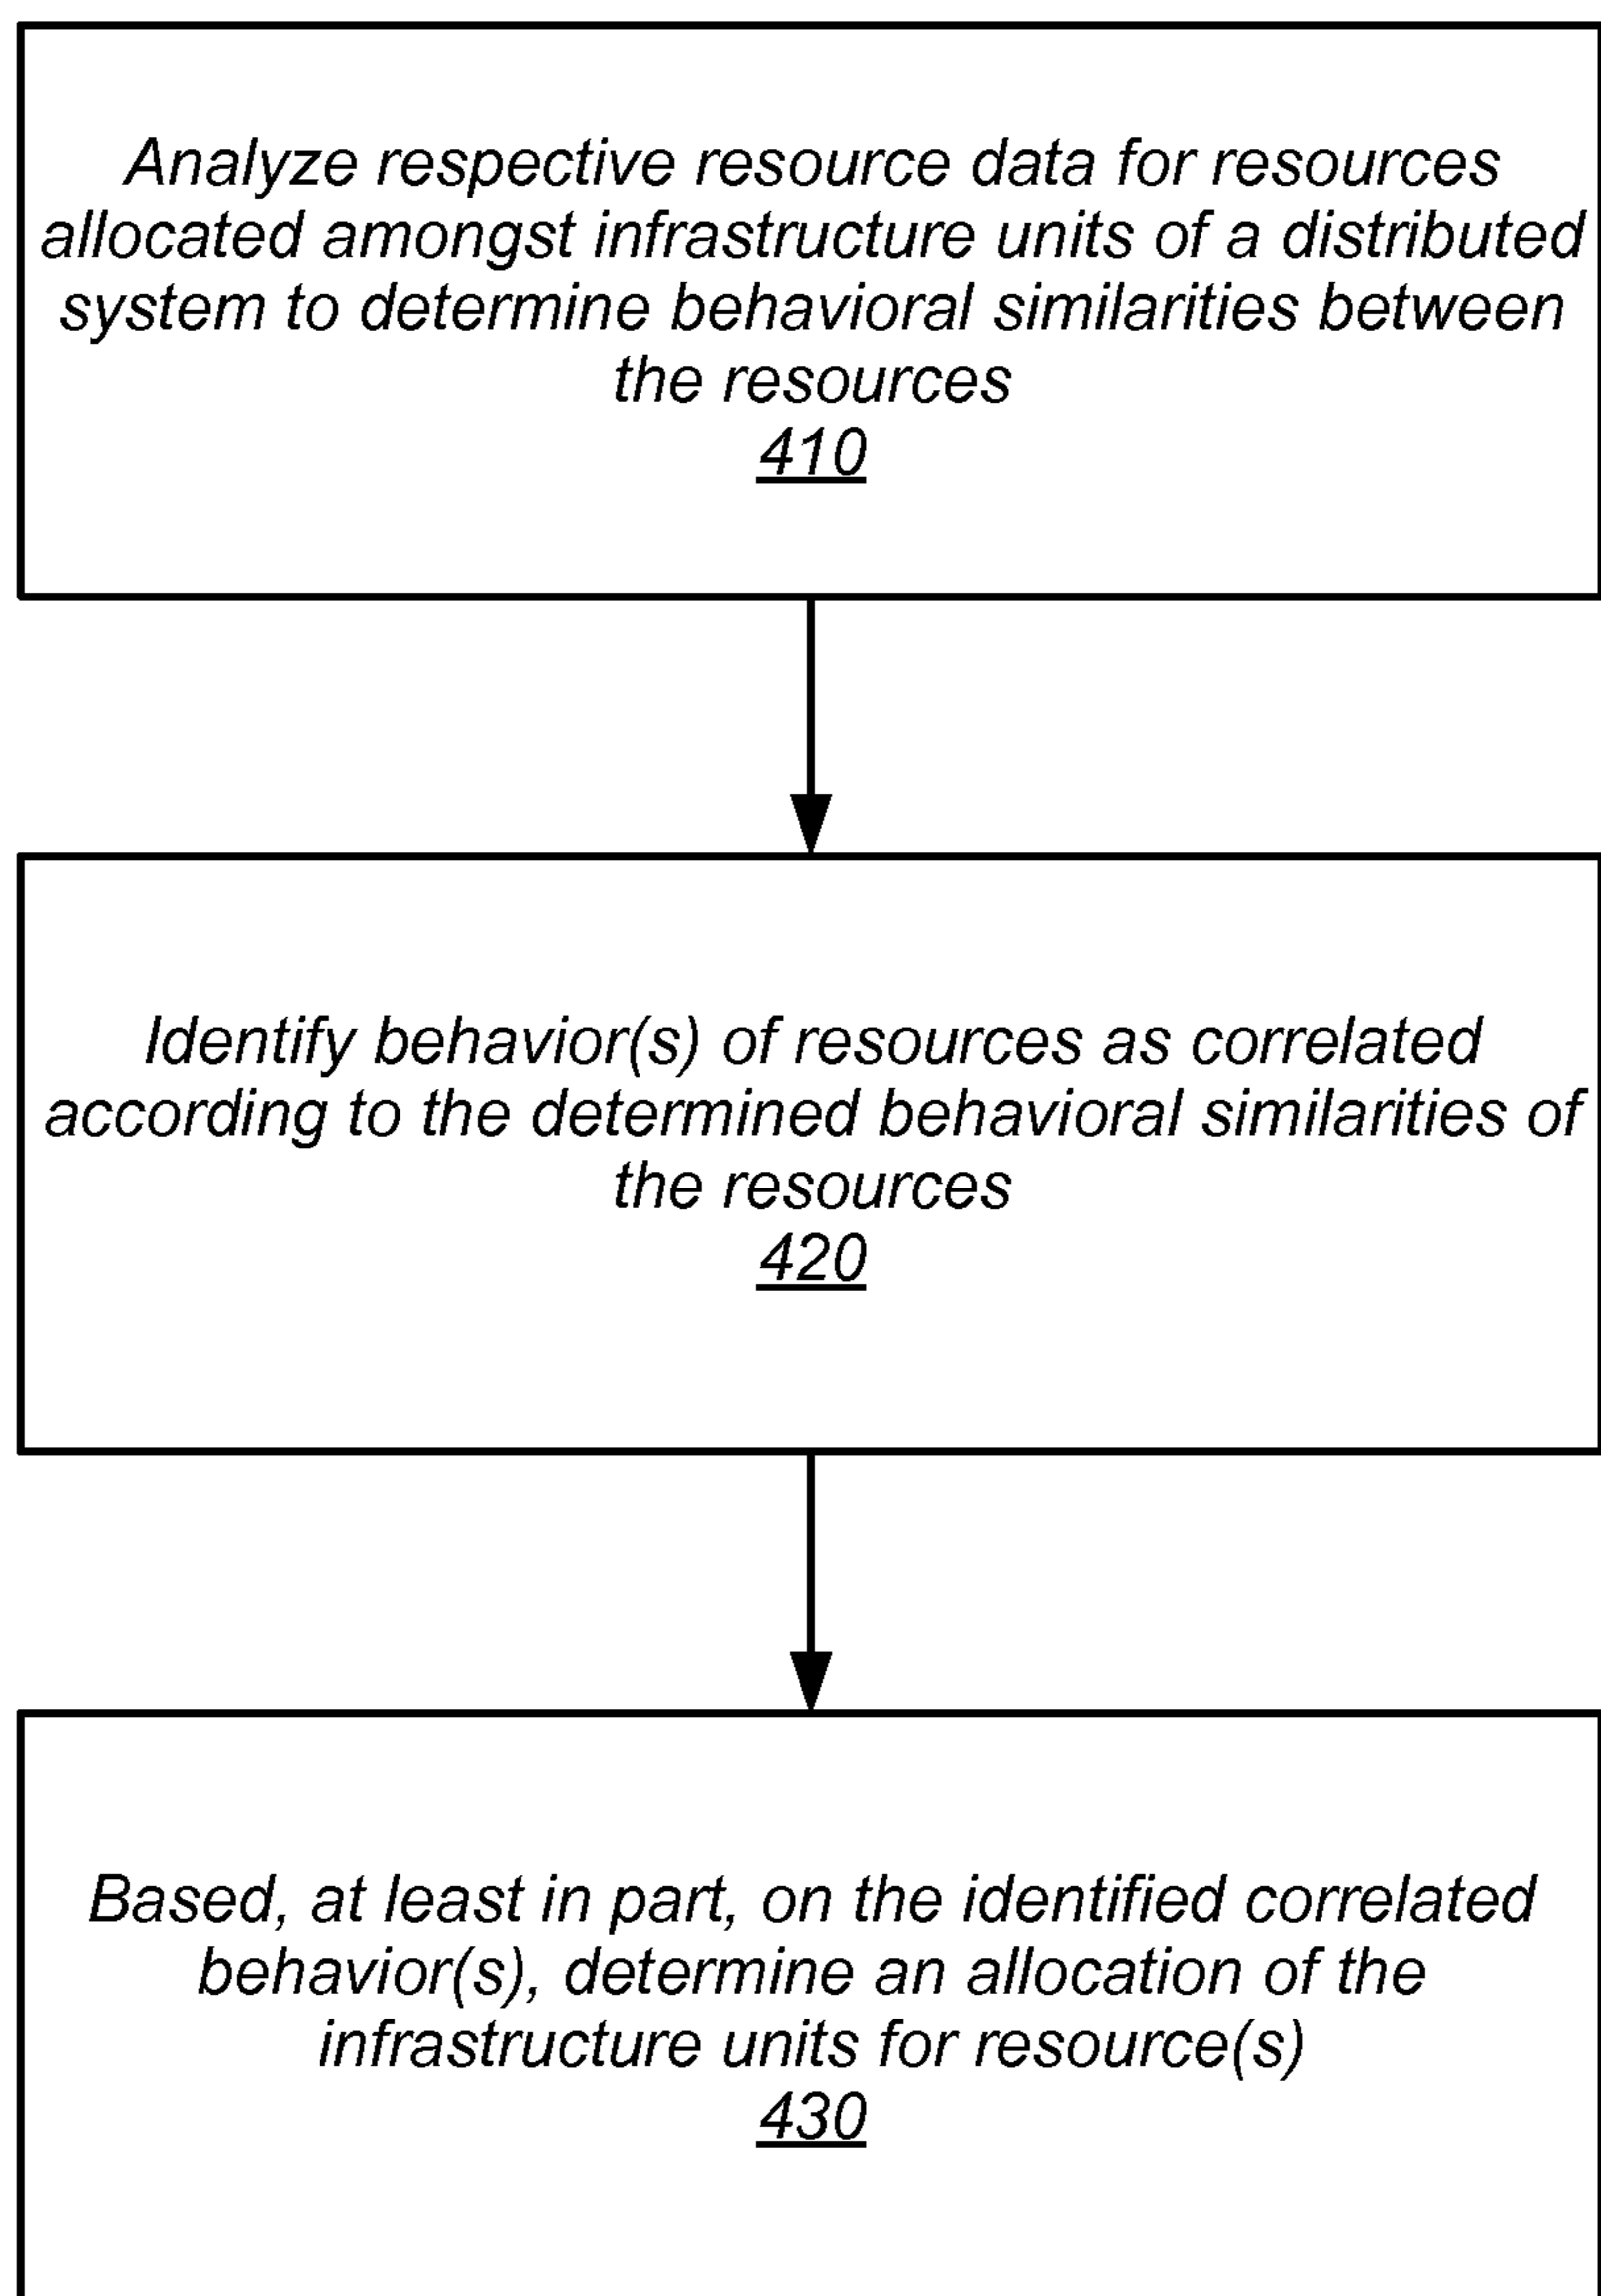 Analyze respective resource data for resources
allocated amongst infrastructure units of a distributed
system to determine behavioral similarities between
the resources
410
Identify behavior(s) of resources as correlated
according to the determined behavioral similarities of
the resources
420
Based, at least in part, on the identified correlated
behavior(s), determine an allocation of the
infrastructure units for resource(s)
430